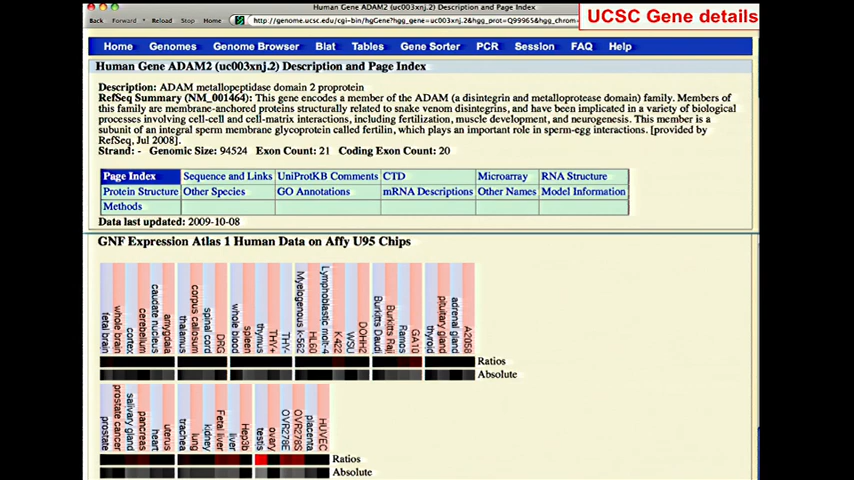 Human Gene ADAM2 (uc003xnj.2) Description and Page Index
UCSC Gene details
Back Forward Reload Stop ADAM2 Home http://genome.ucsc.edu/cgi-bin/hgGene?hgg_gene=uc003xnj.2&hgg_prot=Q99965&hgg_chrom
Home Genomes Genome Browser Blat Tables Gene Sorter PCR Session FAQ Help
Human Gene ADAM2 (uc003xnj.2) Description and Page Index
Description: ADAM metallopeptidase domain 2 proprotein
RefSeq Summary (NM_001464): This gene encodes a member of the ADAM (a disintegrin and metalloprotease domain) family. Members of
this family are membrane-anchored proteins structurally related to snake venom disintegrins, and have been implicated in a variety of biological
processes involving cell-cell and cell-matrix interactions, including fertilization, muscle development, and neurogenesis. This member is a
subunit of an integral sperm membrane glycoprotein called fertilin, which plays an important role in sperm-egg interactions. [provided by
RefSeq, Jul 2008].
Strand: - Genomic Size: 94524 Exon Count: 21 Coding Exon Count: 20
Page Index Sequence and Links UniProtKB Comments CTD Microarray RNA Structure
Protein Structure Other Species GO Annotations mRNA Descriptions Other Names Model Information
Methods
Data last updated: 2009-10-08
GNF Expression Atlas 1 Human Data on Affy U95 Chips
fetal brain
whole brain
cortex
cerebellum
caudate nucleus
amygdala
thalamus
corpus callosum
spinal cord
DRG
whole blood
spleen
thymus
THY+
THY-
Myelogenous k-562
HL60
Lymphoblastic molt-4
K422
WSU
DOHH2
Burkitts Daudi
Burkitts Raji
Ramos
GA10
thyroid
pituitary gland
adrenal gland
A2058
Ratios
Absolute
prostate
prostate cancer
salivary gland
pancreas
heart
uterus
trachea
lung
kidney
Fetal liver
liver
Hep3b
testis
ovary
OVR278E
OVR278S
placenta
HUVEC
Ratios
Absolute